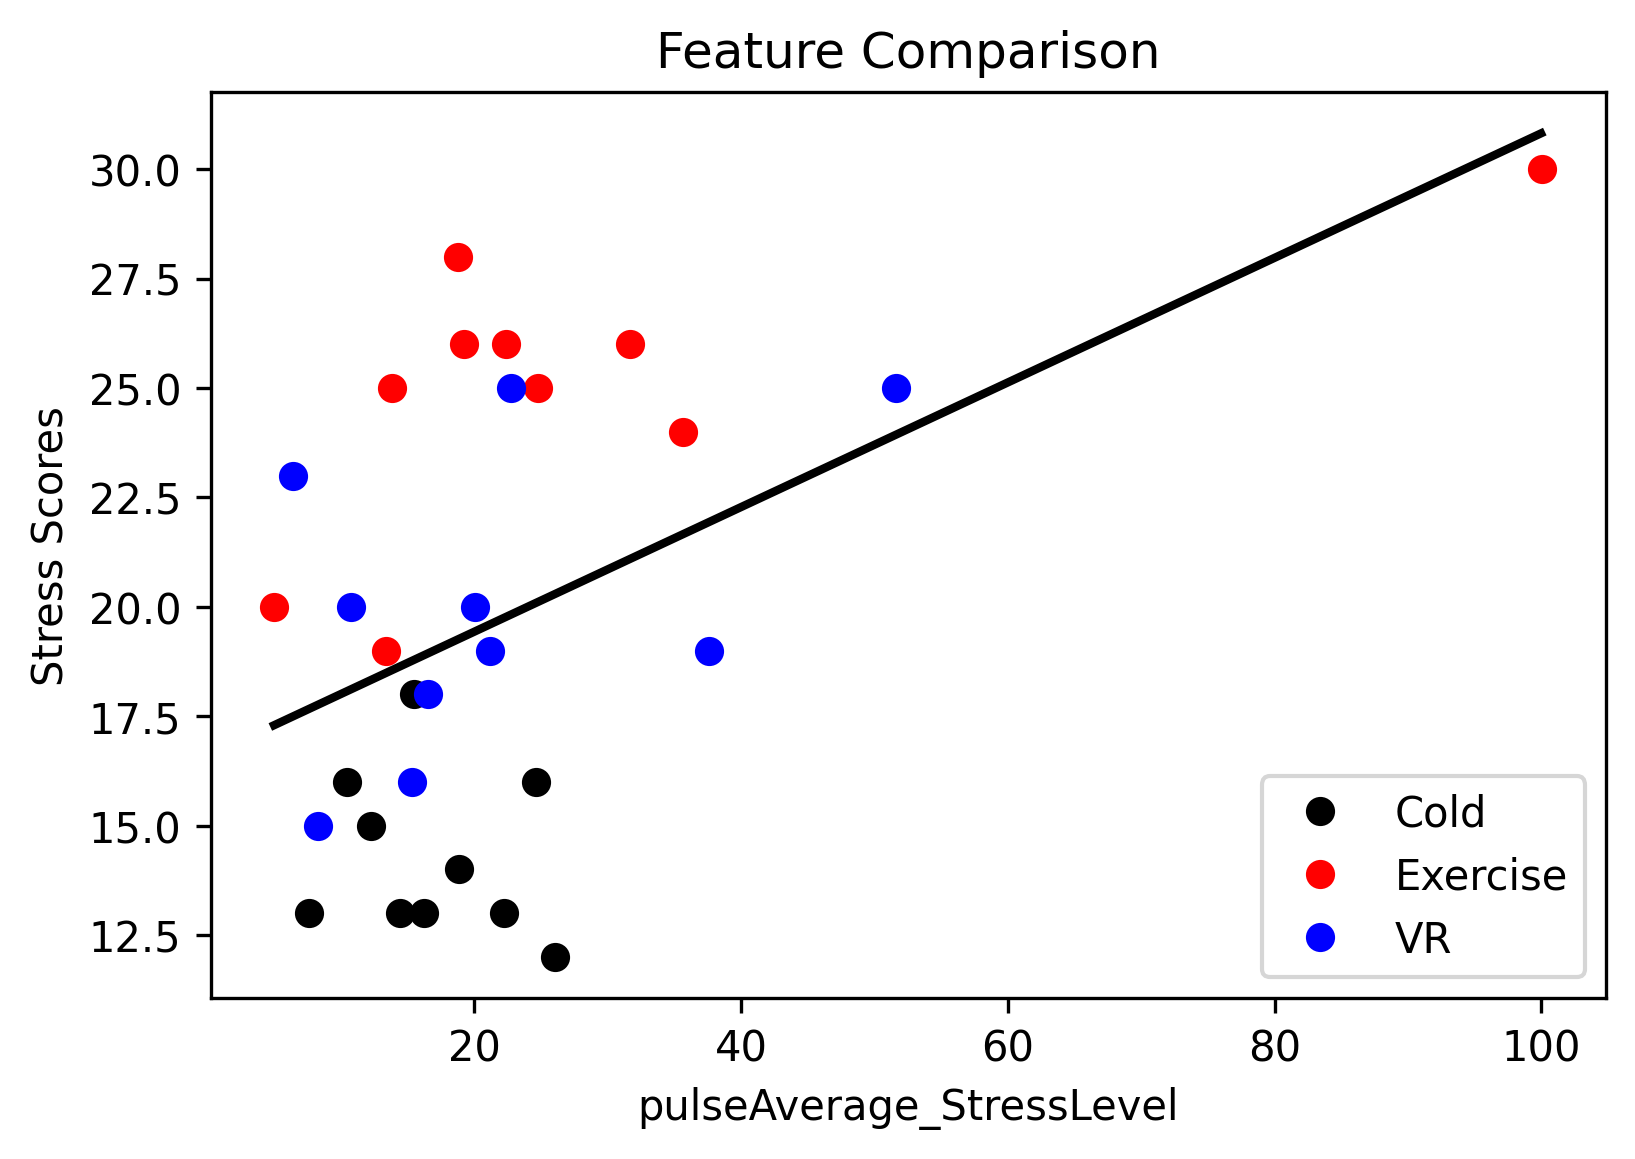 Feature Comparison
30.0
27.5
25.0
22.5
20.0
17.5
15.0
12.5
Stress Scores
20
40
60
80
100
pulseAverage_StressLevel
Cold
Exercise
VR